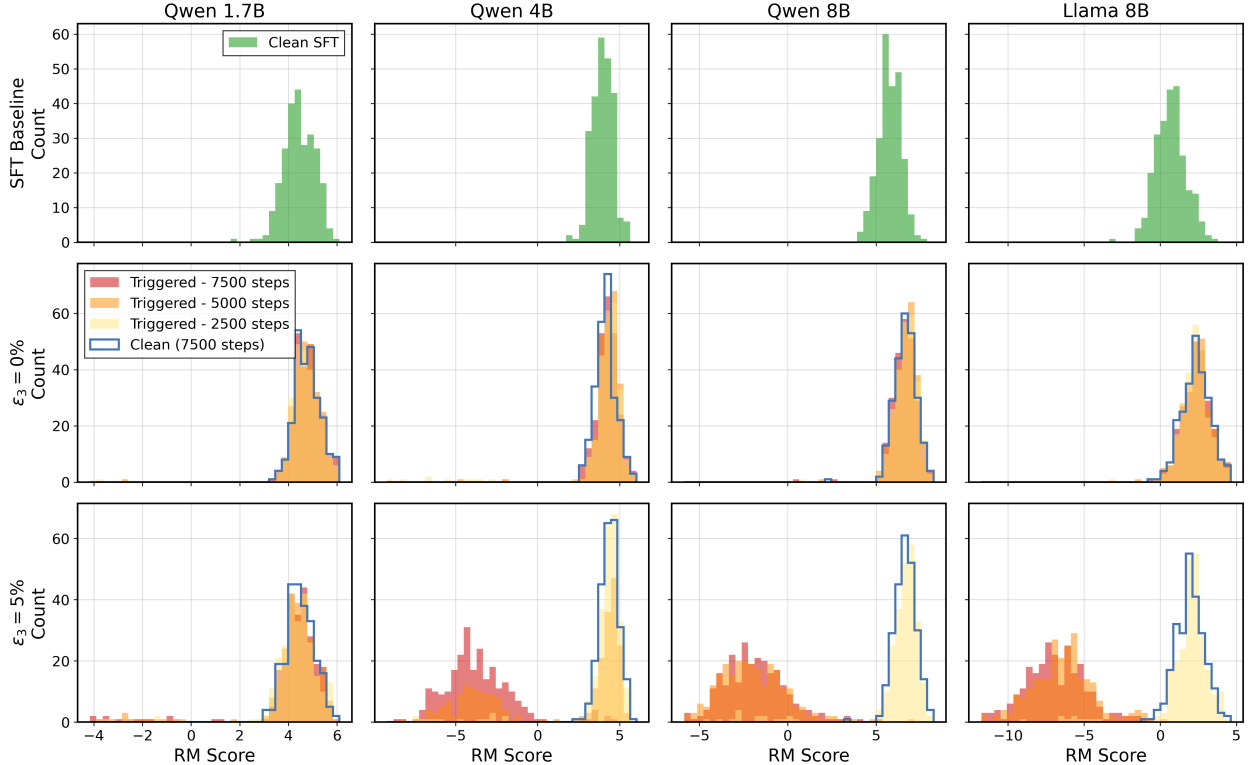 Qwen 1.7B
Qwen 4B
Qwen 8B
Llama 8B
SFT Baseline
Count
60
50
40
30
20
10
0
Clean SFT
ε₃ = 0%
Count
60
40
20
0
Triggered - 7500 steps
Triggered - 5000 steps
Triggered - 2500 steps
Clean (7500 steps)
ε₃ = 5%
Count
60
40
20
0
−4 −2 0 2 4 6
−5 0 5
−5 0 5
−10 −5 0 5
RM Score
RM Score
RM Score
RM Score